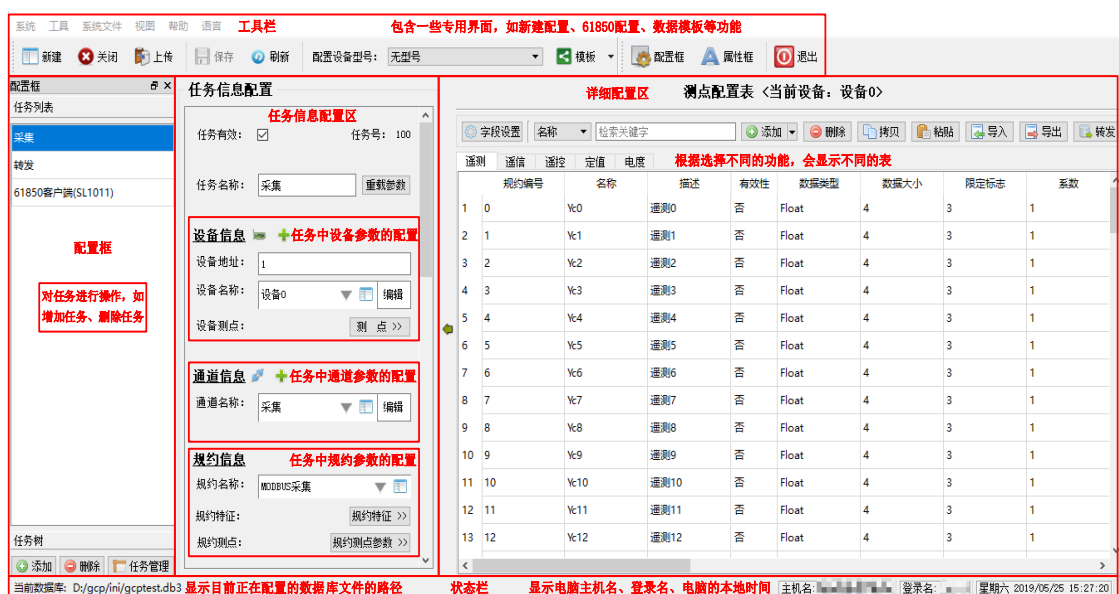 系统 工具 系统文件 视图 帮助 语言 工具栏 包含一些专用界面，如新建配置、61850配置、数据模板等功能
新建 关闭 上传 保存 刷新 配置设备型号： 无型号 模板 配置框 属性框 退出
配置框
任务列表
采集
转发
61850客户端(SL1011)
配置框
对任务进行操作，如
增加任务、删除任务
任务树
添加 删除 任务管理
任务信息配置
任务信息配置区
任务有效： 任务号： 100
任务名称： 采集 重载参数
设备信息 任务中设备参数的配置
设备地址： 1
设备名称： 设备0 编辑
设备测点： 测 点 >>
通道信息 任务中通道参数的配置
通道名称： 采集 编辑
规约信息 任务中规约参数的配置
规约名称： MODBUS采集
规约特征： 规约特征 >>
规约测点： 规约测点参数 >>
详细配置区 测点配置表 <当前设备：设备0>
字段设置 名称 检索关键字 添加 删除 拷贝 粘贴 导入 导出 转发
遥测 遥信 遥控 定值 电度 根据选择不同的功能，会显示不同的表
规约编号 名称 描述 有效性 数据类型 数据大小 限定标志 系数
1 0 Yc0 遥测0 否 Float 4 3 1
2 1 Yc1 遥测1 否 Float 4 3 1
3 2 Yc2 遥测2 否 Float 4 3 1
4 3 Yc3 遥测3 否 Float 4 3 1
5 4 Yc4 遥测4 否 Float 4 3 1
6 5 Yc5 遥测5 否 Float 4 3 1
7 6 Yc6 遥测6 否 Float 4 3 1
8 7 Yc7 遥测7 否 Float 4 3 1
9 8 Yc8 遥测8 否 Float 4 3 1
10 9 Yc9 遥测9 否 Float 4 3 1
11 10 Yc10 遥测10 否 Float 4 3 1
12 11 Yc11 遥测11 否 Float 4 3 1
13 12 Yc12 遥测12 否 Float 4 3 1
当前数据库: D:/gcp/ini/gcptest.db3 显示目前正在配置的数据库文件的路径 状态栏 显示电脑主机名、登录名、电脑的本地时间 主机名: 登录名: 星期六 2019/05/25 15:27:20